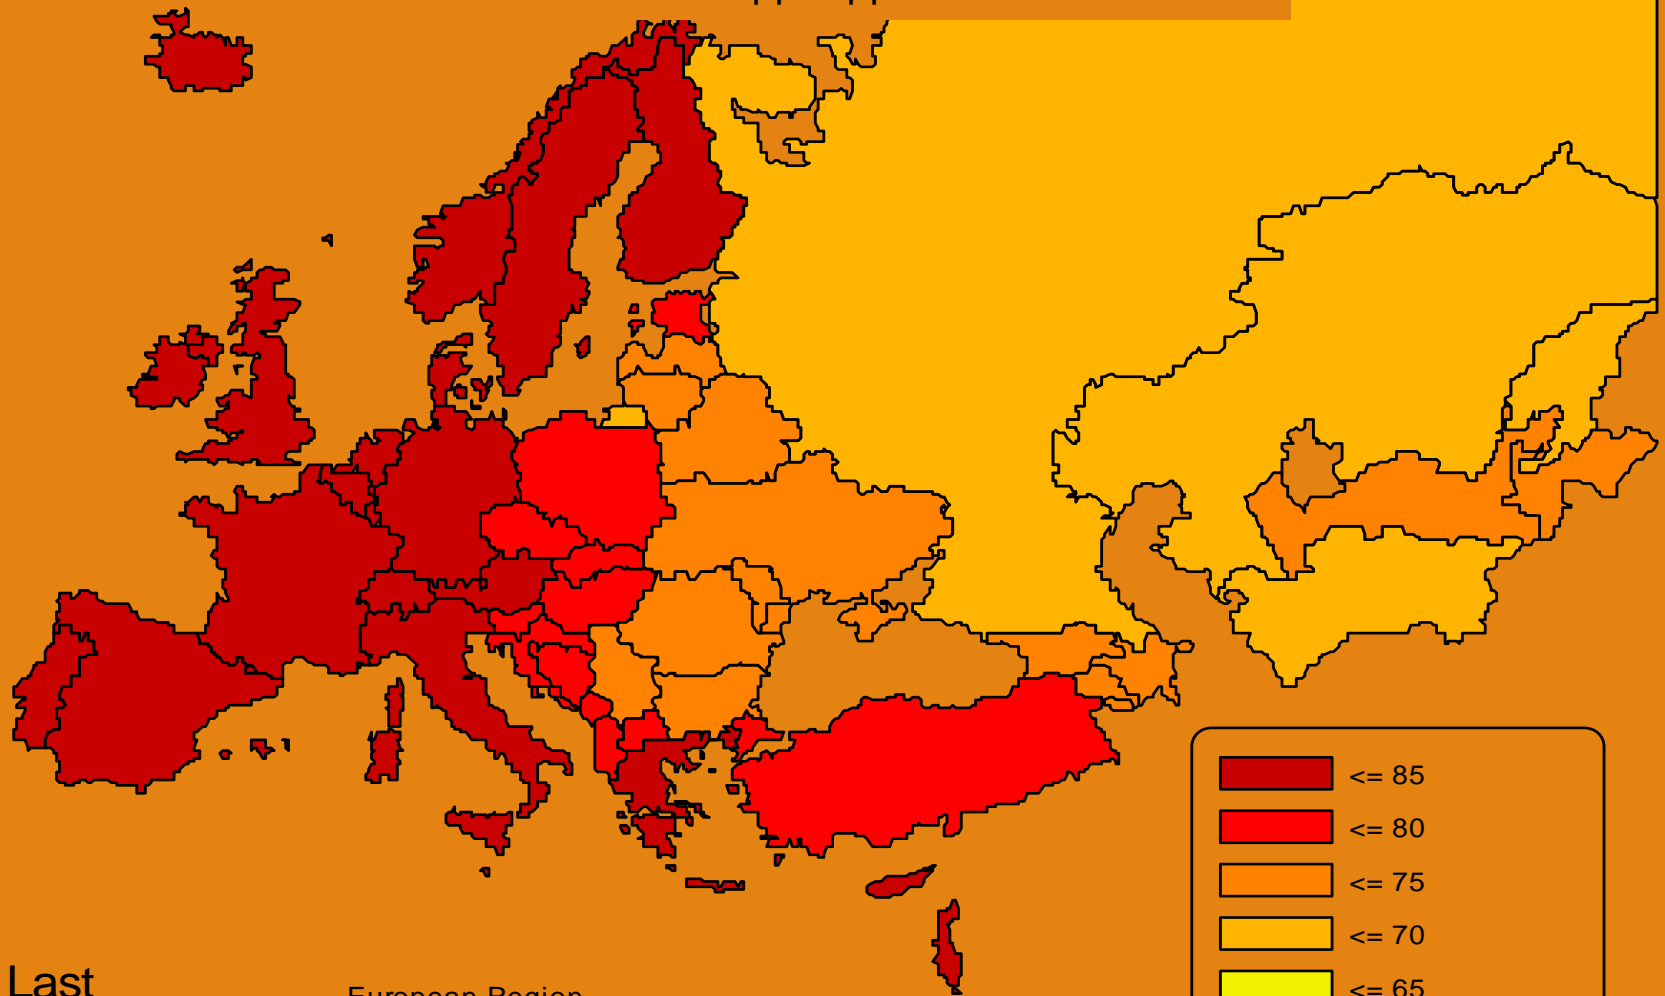 <= 85
<= 80
<= 75
<= 70
<= 65
Last
European Region